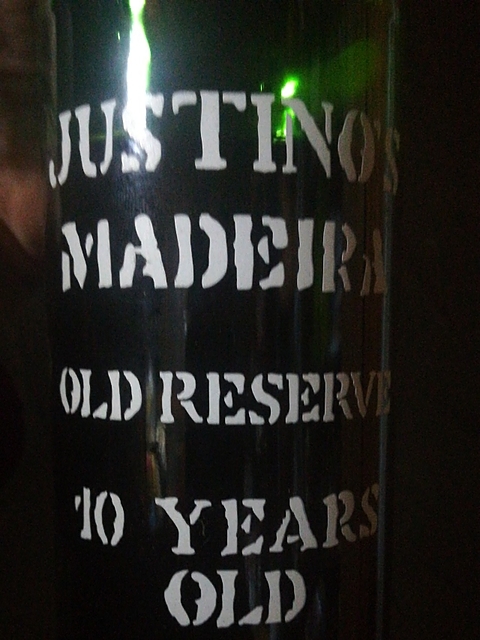 JUSTINO'S
MADEIRA
OLD RESERVE
10 YEARS
OLD